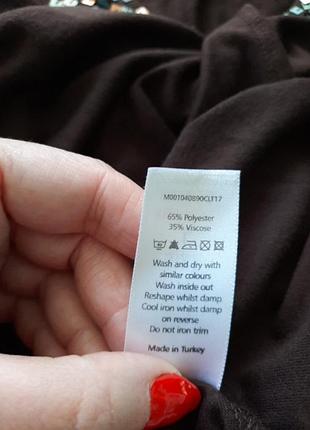 M001040890CLT17
65% Polyester
35% Viscose
Wash and dry with
similar colours
Wash inside out
Reshape whilst damp
Cool iron whilst damp
on reverse
Do not iron trim
Made in Turkey